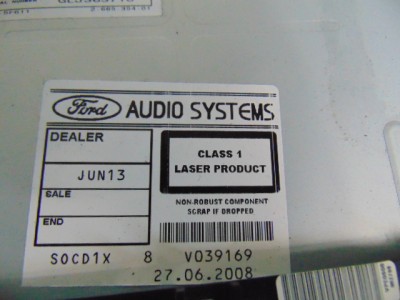 Ford AUDIO SYSTEMS
DEALER
JUN13
SALE
END
CLASS 1
LASER PRODUCT
NON-ROBUST COMPONENT
SCRAP IF DROPPED
SOCD1X 8 V039169
27.06.2008